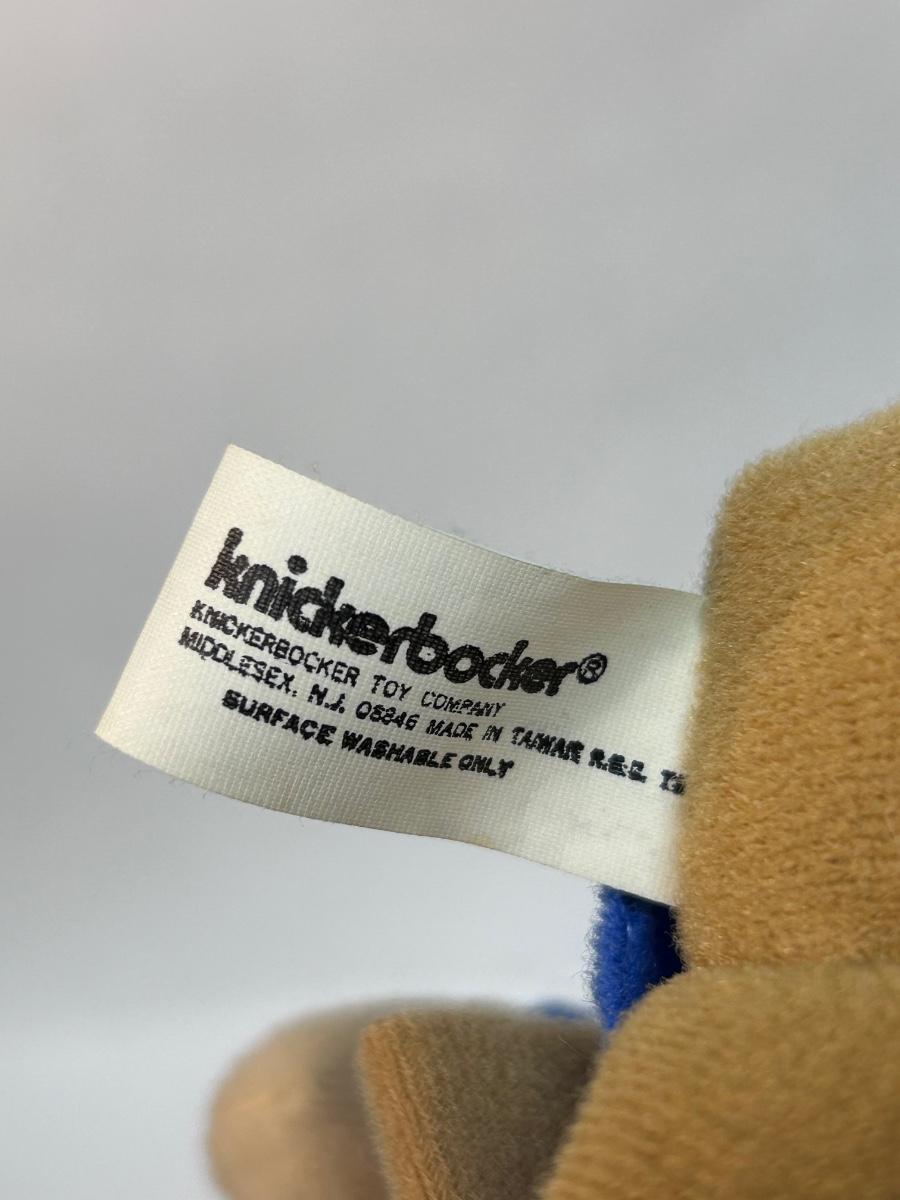 knickerbocker®
KNICKERBOCKER TOY COMPANY
MIDDLESEX, N.J. 08846 MADE IN TAIWAN R.E.C.
SURFACE WASHABLE ONLY